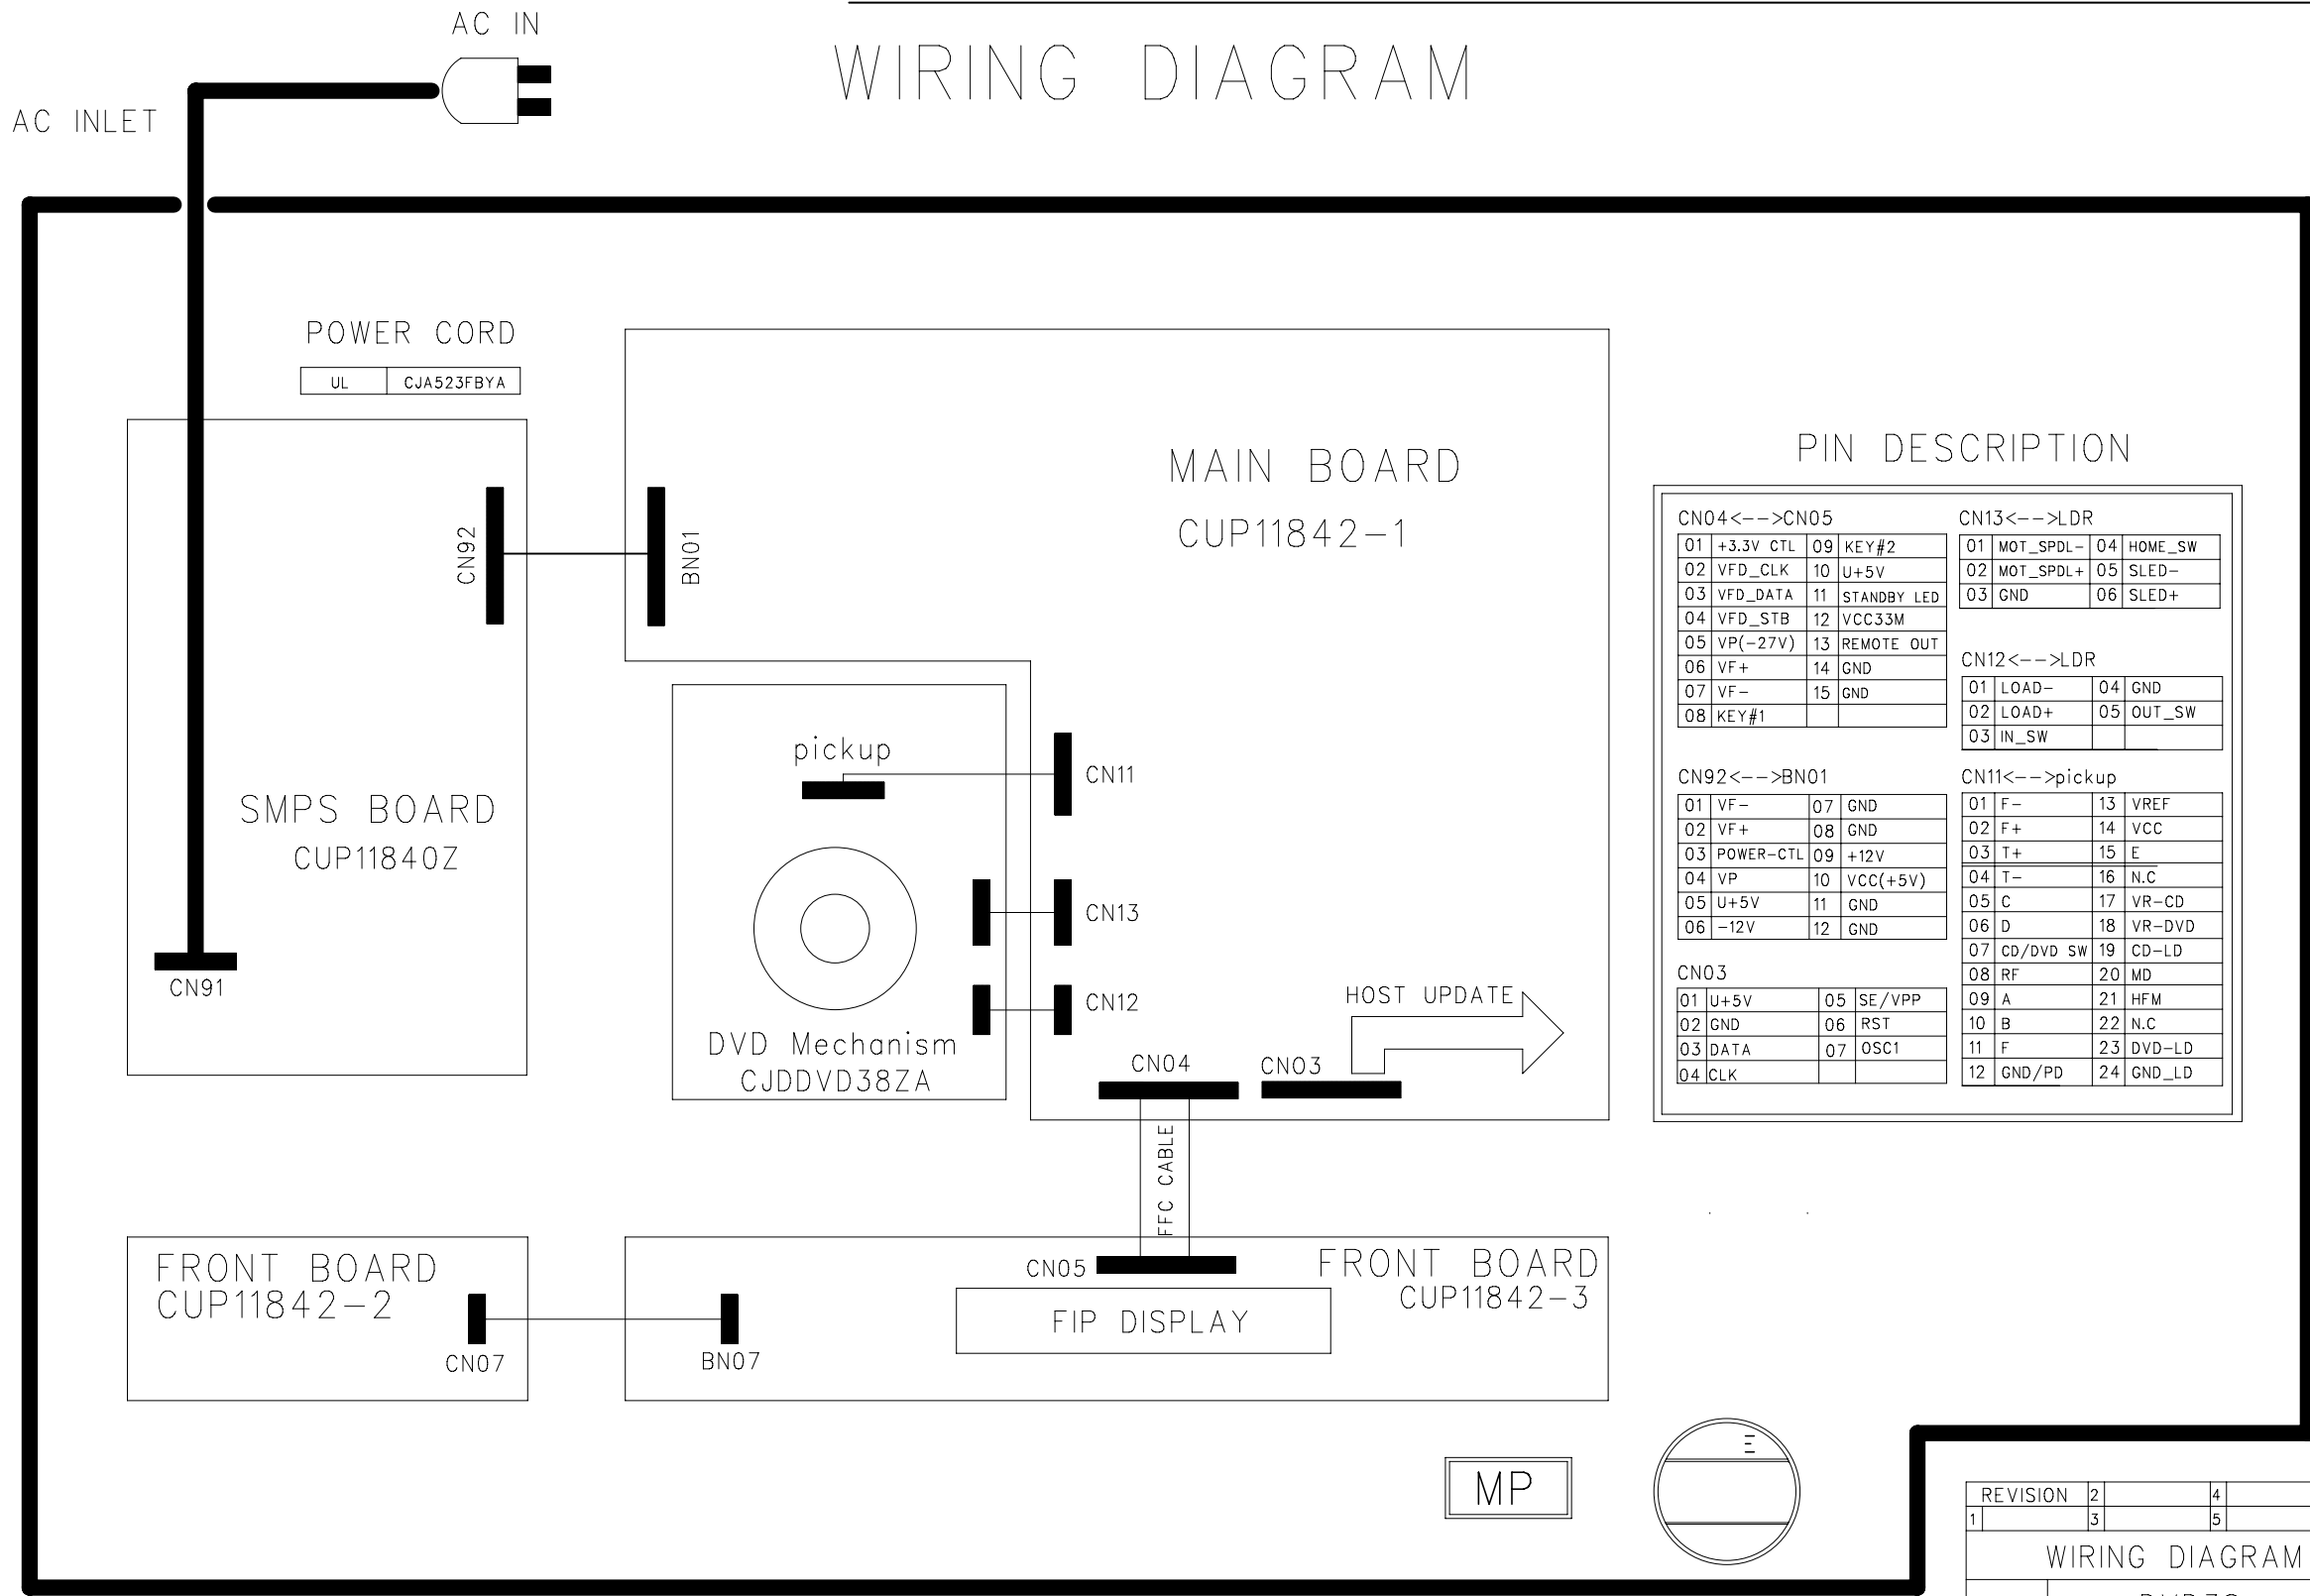 AC IN
WIRING DIAGRAM
AC INLET
POWER CORD
UL CJA523FBYA
MAIN BOARD
CUP11842-1
CN92
BN01
SMPS BOARD
CUP11840Z
CN91
pickup
CN11
CN13
CN12
DVD Mechanism
CJDDVD38ZA
HOST UPDATE
CN04
CN03
FFC CABLE
FRONT BOARD
CUP11842-2
CN07
BN07
CN05
FIP DISPLAY
FRONT BOARD
CUP11842-3
PIN DESCRIPTION
CN04<-->CN05
01 +3.3V CTL 09 KEY#2
02 VFD_CLK 10 U+5V
03 VFD_DATA 11 STANDBY LED
04 VFD_STB 12 VCC33M
05 VP(-27V) 13 REMOTE OUT
06 VF+ 14 GND
07 VF- 15 GND
08 KEY#1
CN92<-->BN01
01 VF- 07 GND
02 VF+ 08 GND
03 POWER-CTL 09 +12V
04 VP 10 VCC(+5V)
05 U+5V 11 GND
06 -12V 12 GND
CN03
01 U+5V 05 SE/VPP
02 GND 06 RST
03 DATA 07 OSC1
04 CLK
CN13<-->LDR
01 MOT_SPDL- 04 HOME_SW
02 MOT_SPDL+ 05 SLED-
03 GND 06 SLED+
CN12<-->LDR
01 LOAD- 04 GND
02 LOAD+ 05 OUT_SW
03 IN_SW
CN11<-->pickup
01 F- 13 VREF
02 F+ 14 VCC
03 T+ 15 E
04 T- 16 N.C
05 C 17 VR-CD
06 D 18 VR-DVD
07 CD/DVD SW 19 CD-LD
08 RF 20 MD
09 A 21 HFM
10 B 22 N.C
11 F 23 DVD-LD
12 GND/PD 24 GND_LD
MP
REVISION 2 4
1 3 5
WIRING DIAGRAM